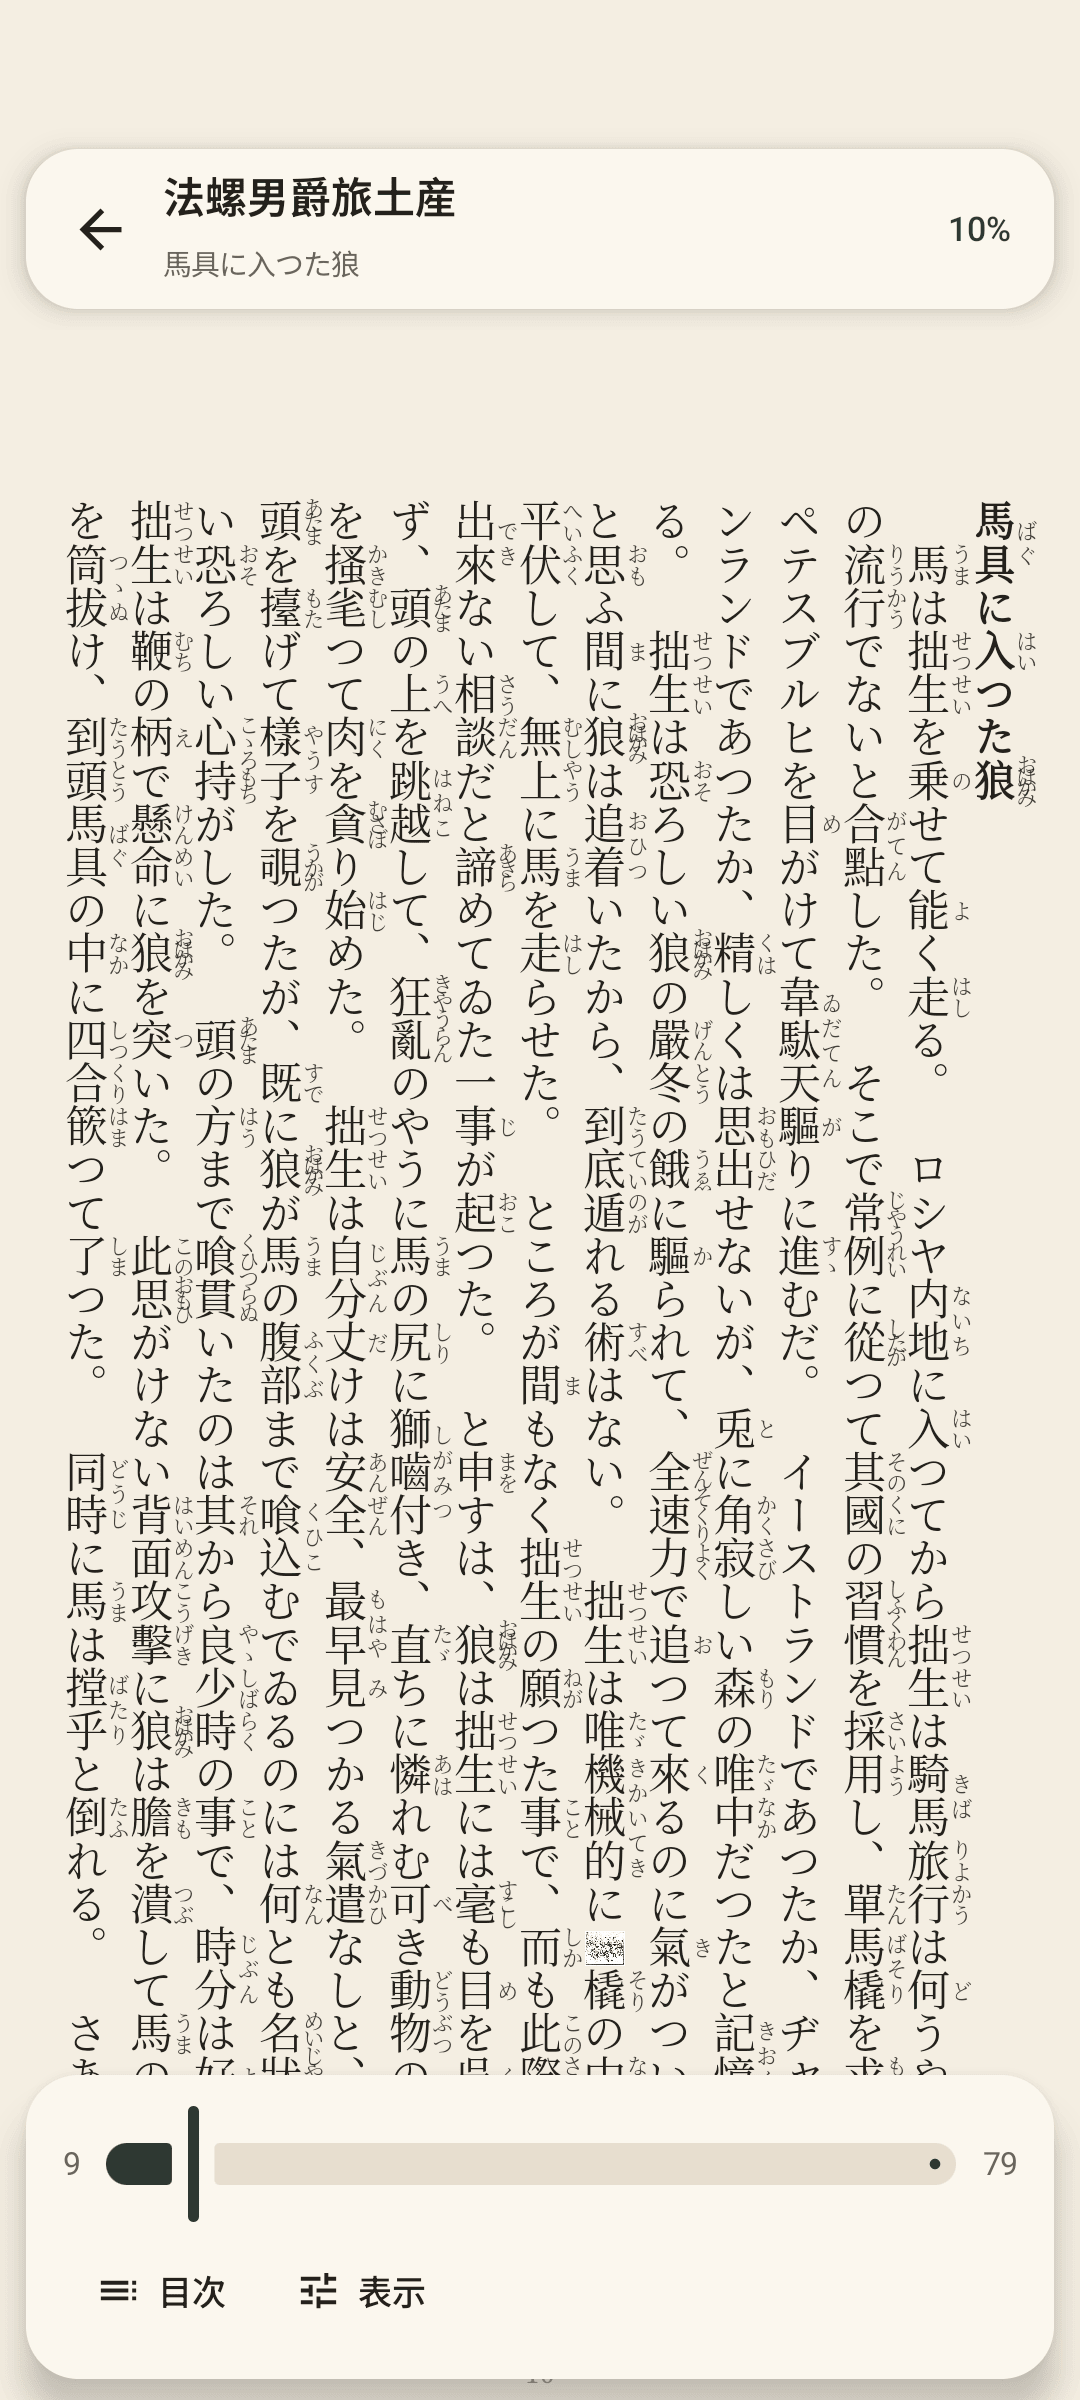 法螺男爵旅土産
馬具に入つた狼
10%
馬具に入つた狼
馬は拙生を乗せて能く走る。 ロシヤ内地に入つてから拙生は騎馬旅行は何うや
の流行でないと合點した。 そこで常例に從つて其國の習慣を採用し、單馬橇を求
ペテスブルヒを目がけて韋駄天驅りに進むだ。 イーストランドであつたか、ヂャ
ンランドであつたか、精しくは思出せないが、兎に角寂しい森の唯中だつたと記憶
る。 拙生は恐ろしい狼の嚴冬の餓に驅られて、全速力で追つて來るのに氣がつい
と思ふ間に狼は追着いたから、到底遁れる術はない。 拙生は唯機械的に橇の中
平伏して、無上に馬を走らせた。 ところが間もなく拙生の願つた事で、而も此際
出來ない相談だと諦めてゐた一事が起つた。 と申すは、狼は拙生には毫も目を呉
ず、頭の上を跳越して、狂亂のやうに馬の尻に獅嚙付き、直ちに憐れむ可き動物の
を搔毟つて肉を貪り始めた。 拙生は自分丈けは安全、最早見つかる氣遣なしと、
頭を擡げて樣子を覗つたが、既に狼が馬の腹部まで喰込むでゐるのには何とも名狀
い恐ろしい心持がした。 頭の方まで喰貫いたのは其から良少時の事で、時分は好
拙生は鞭の柄で懸命に狼を突いた。 此思がけない背面攻擊に狼は膽を潰して馬の
を筒拔け、到頭馬具の中に四合篏つて了つた。 同時に馬は摚乎と倒れる。 さあ
9
79
目次
表示